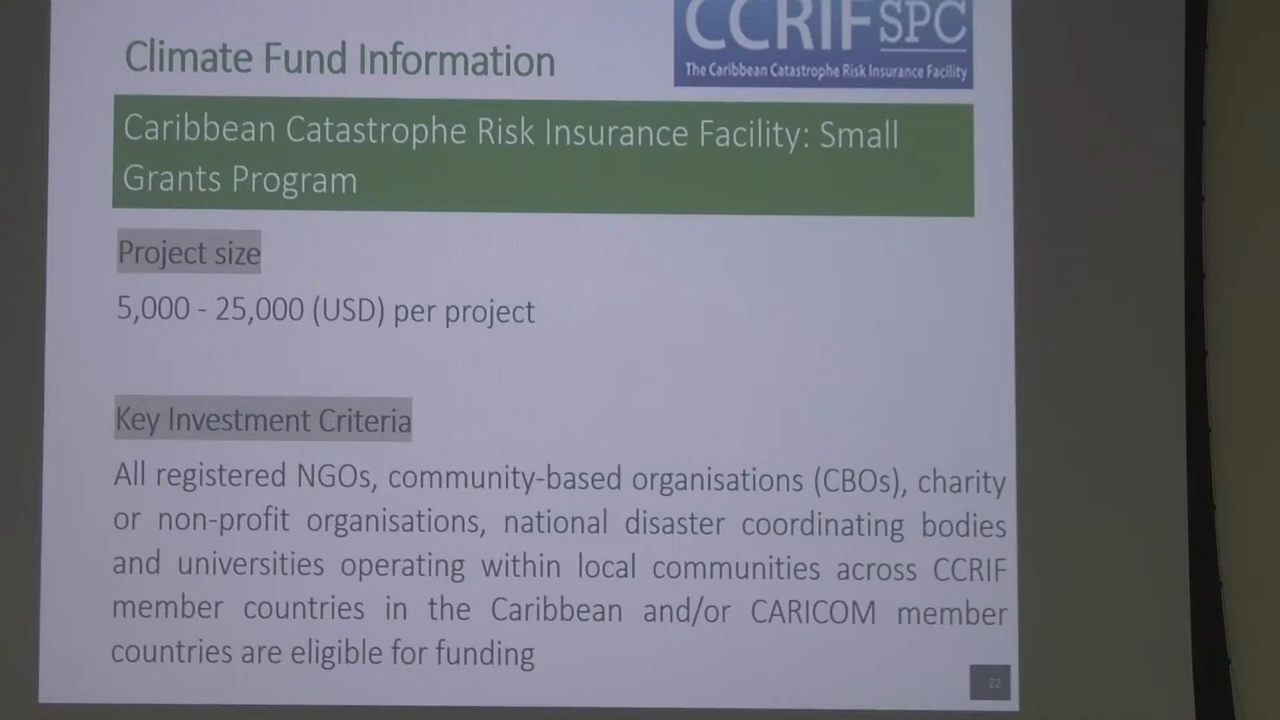 CCRIF SPC
The Caribbean Catastrophe Risk Insurance Facility
Climate Fund Information
Caribbean Catastrophe Risk Insurance Facility: Small
Grants Program
Project size
5,000 - 25,000 (USD) per project
Key Investment Criteria
All registered NGOs, community-based organisations (CBOs), charity
or non-profit organisations, national disaster coordinating bodies
and universities operating within local communities across CCRIF
member countries in the Caribbean and/or CARICOM member
countries are eligible for funding
22